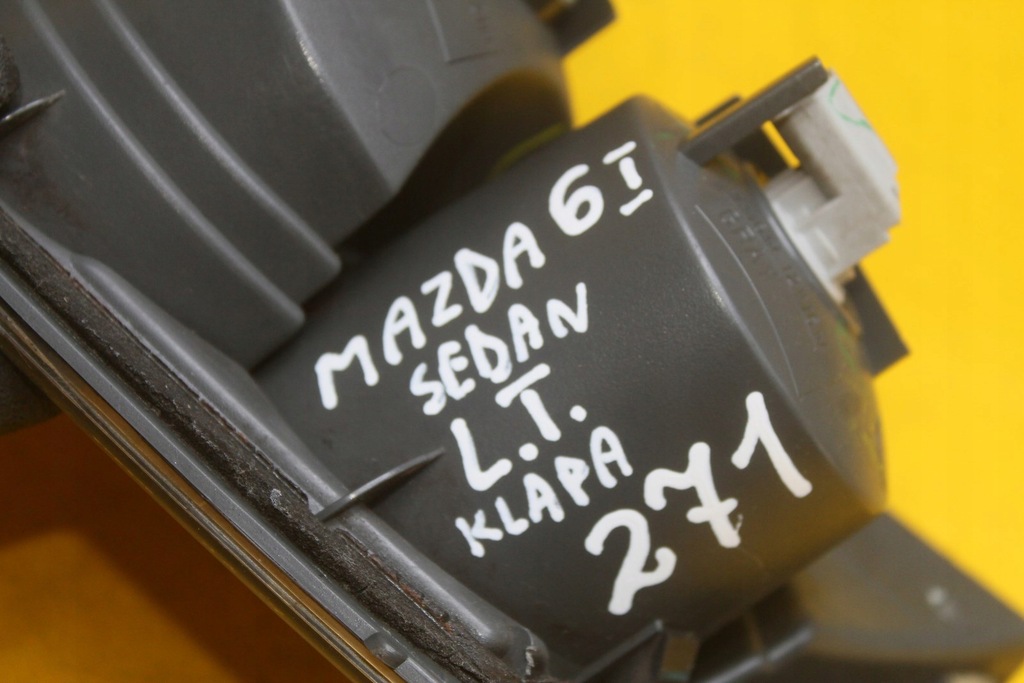 MAZDA 6 I
SEDAN
L.T.
KLAPA
271